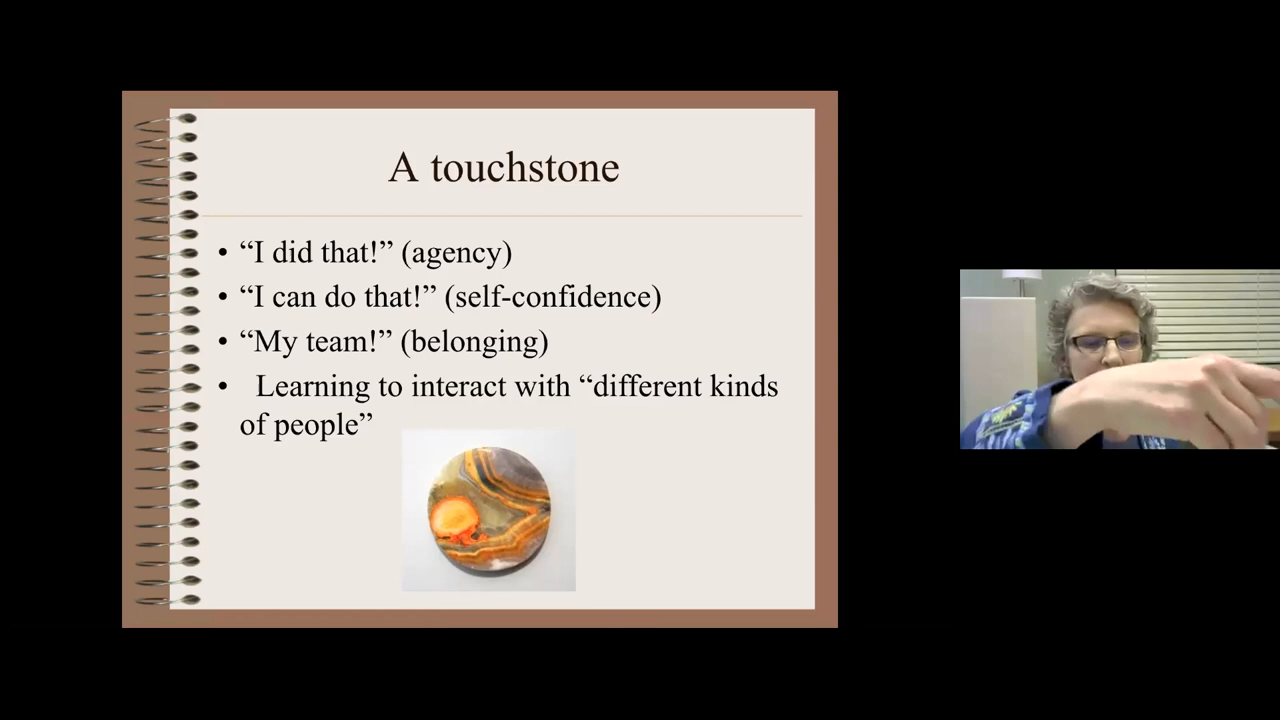 A touchstone
• “I did that!” (agency)
• “I can do that!” (self-confidence)
• “My team!” (belonging)
• Learning to interact with “different kinds
of people”